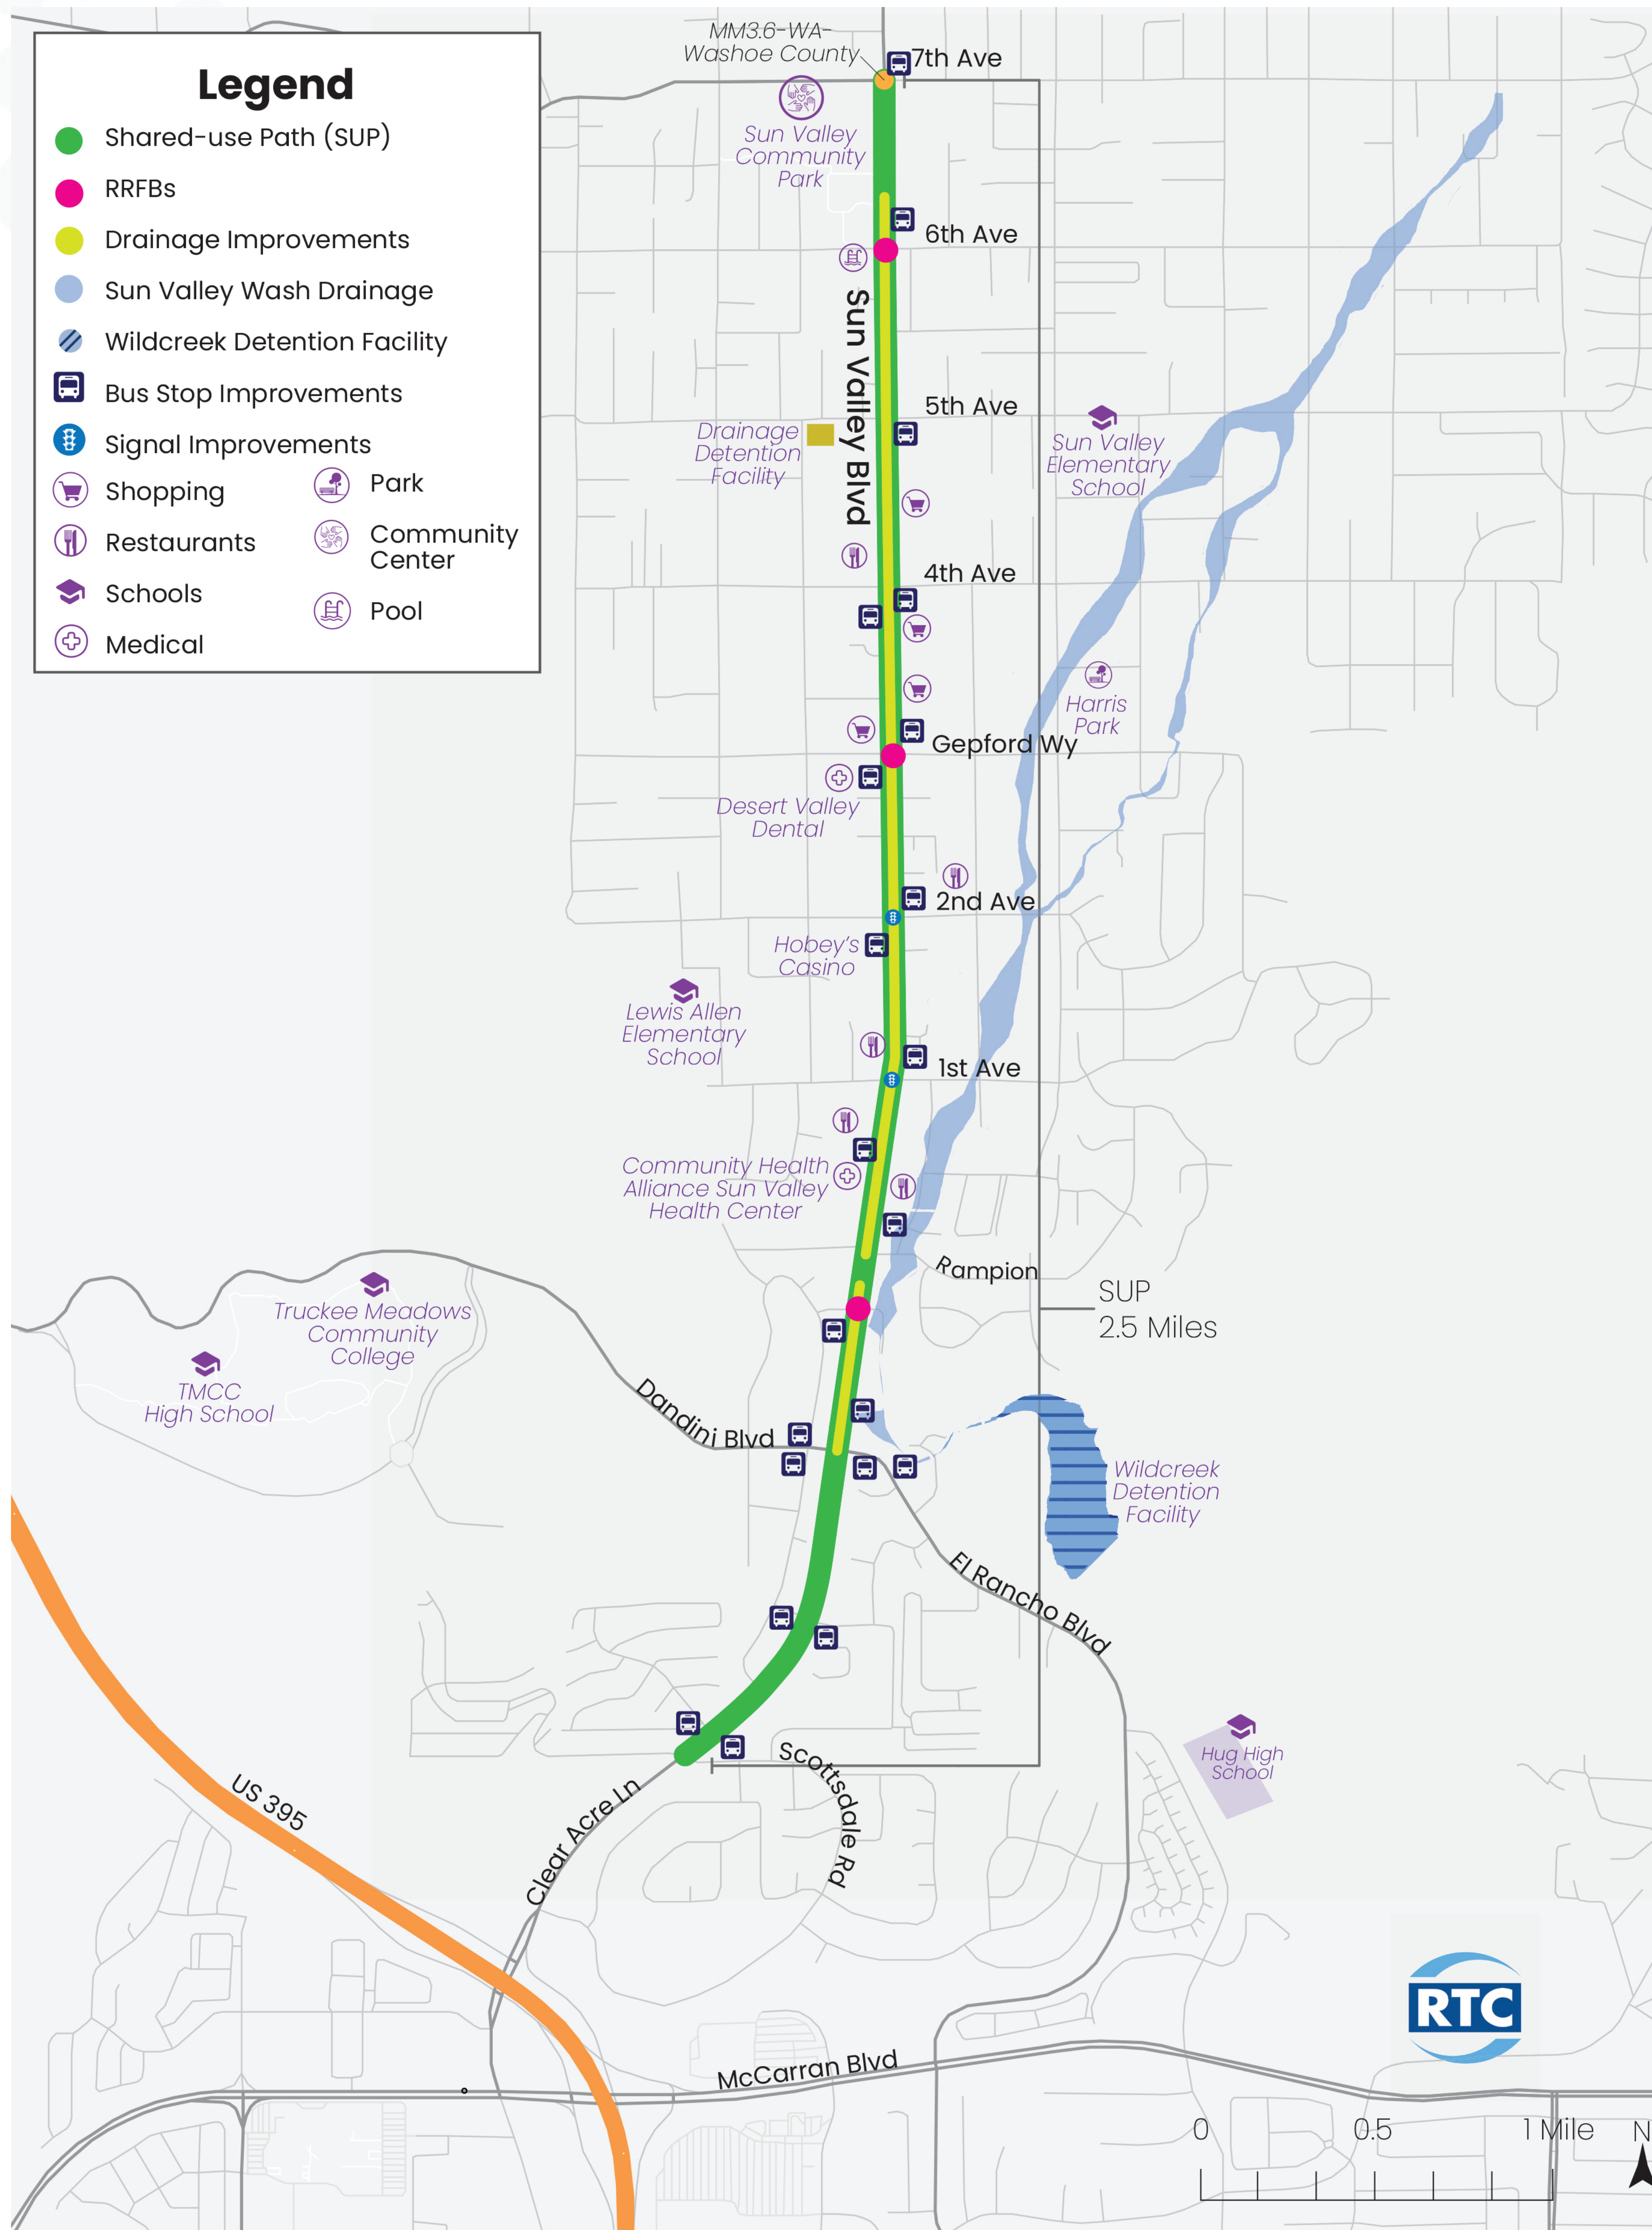 MM3.6-WA-
Washoe County
7th Ave
Legend
Shared-use Path (SUP)
RRFBs
Drainage Improvements
Sun Valley Wash Drainage
Wildcreek Detention Facility
Bus Stop Improvements
Signal Improvements
Shopping
Restaurants
Schools
Medical
Park
Community
Center
Pool
Sun Valley
Community
Park
6th Ave
Sun Valley Blvd
5th Ave
Drainage
Detention
Facility
Sun Valley
Elementary
School
4th Ave
Harris
Park
Gepford Wy
Desert Valley
Dental
2nd Ave
Hobey's
Casino
Lewis Allen
Elementary
School
1st Ave
Community Health
Alliance Sun Valley
Health Center
Rampion
SUP
2.5 Miles
Truckee Meadows
Community
College
TMCC
High School
Dandini Blvd
Wildcreek
Detention
Facility
El Rancho Blvd
Hug High
School
Scottsdale Rd
Clear Acre Ln
US 395
RTC
McCarran Blvd
0 0.5 1 Mile
N